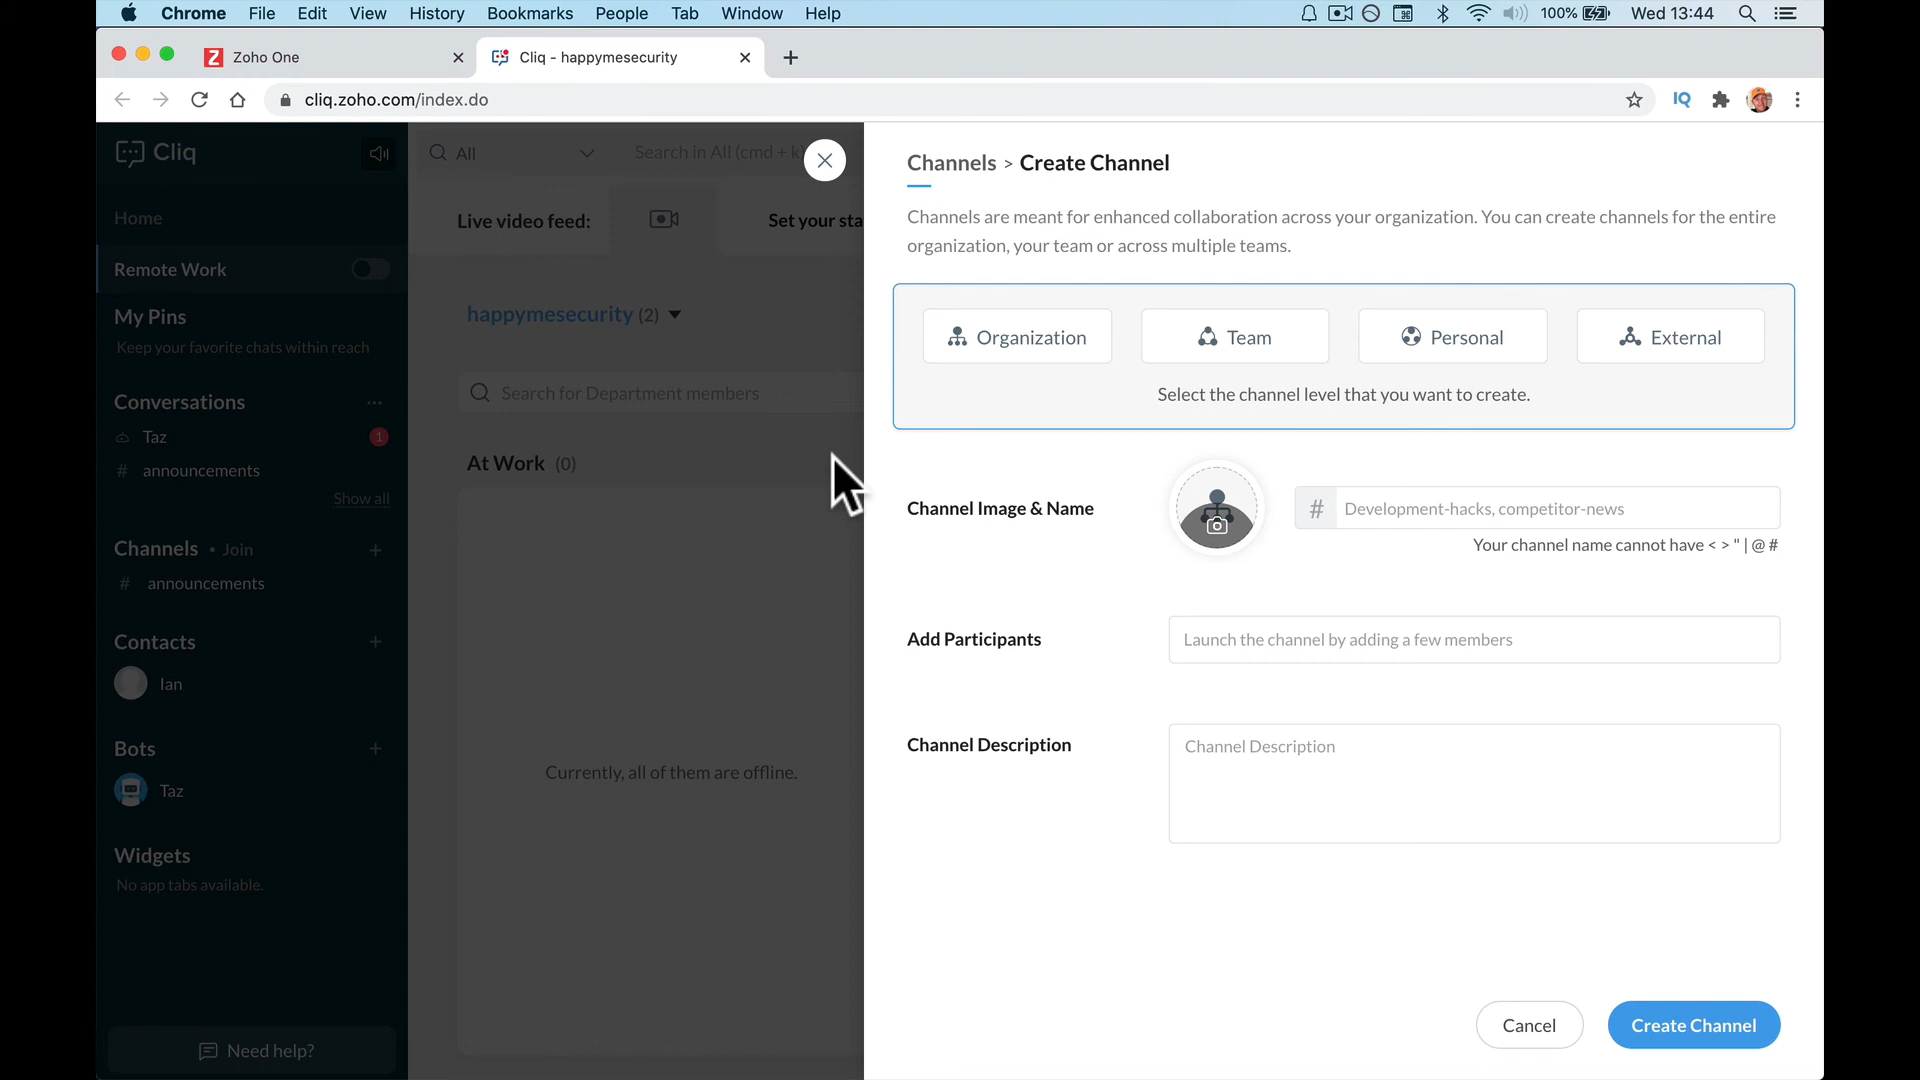 Chrome File Edit View History Bookmarks People Tab Window Help 100% Wed 13:44
Zoho One
Cliq - happymesecurity
cliq.zoho.com/index.do
IQ
Cliq
All
Search in All (cmd + k)
Home
Live video feed:
Set your sta
Remote Work
My Pins
Keep your favorite chats within reach
Conversations
Taz 1
# announcements
Show all
Channels • Join +
# announcements
Contacts +
Ian
Bots +
Taz
Widgets
No app tabs available.
Need help?
happymesecurity (2)
Search for Department members
At Work (0)
Currently, all of them are offline.
Channels > Create Channel
Channels are meant for enhanced collaboration across your organization. You can create channels for the entire
organization, your team or across multiple teams.
Organization Team Personal External
Select the channel level that you want to create.
Channel Image & Name
# Development-hacks, competitor-news
Your channel name cannot have < > " | @ #
Add Participants
Launch the channel by adding a few members
Channel Description
Channel Description
Cancel Create Channel